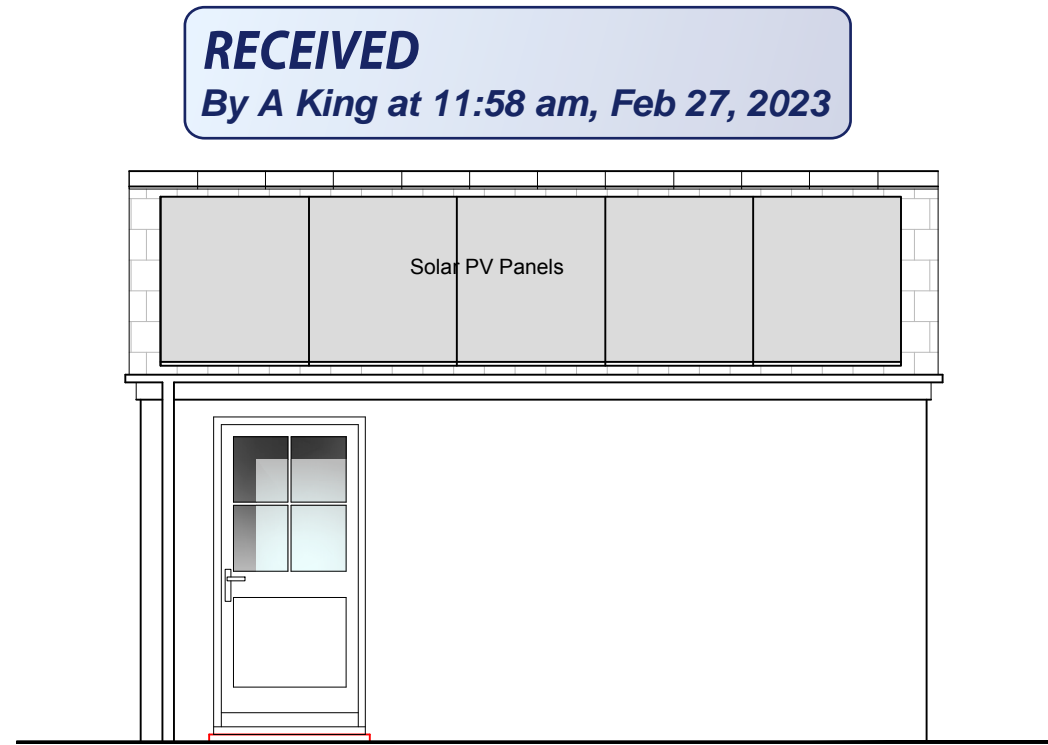 RECEIVED
By A King at 11:58 am, Feb 27, 2023
Solar PV Panels